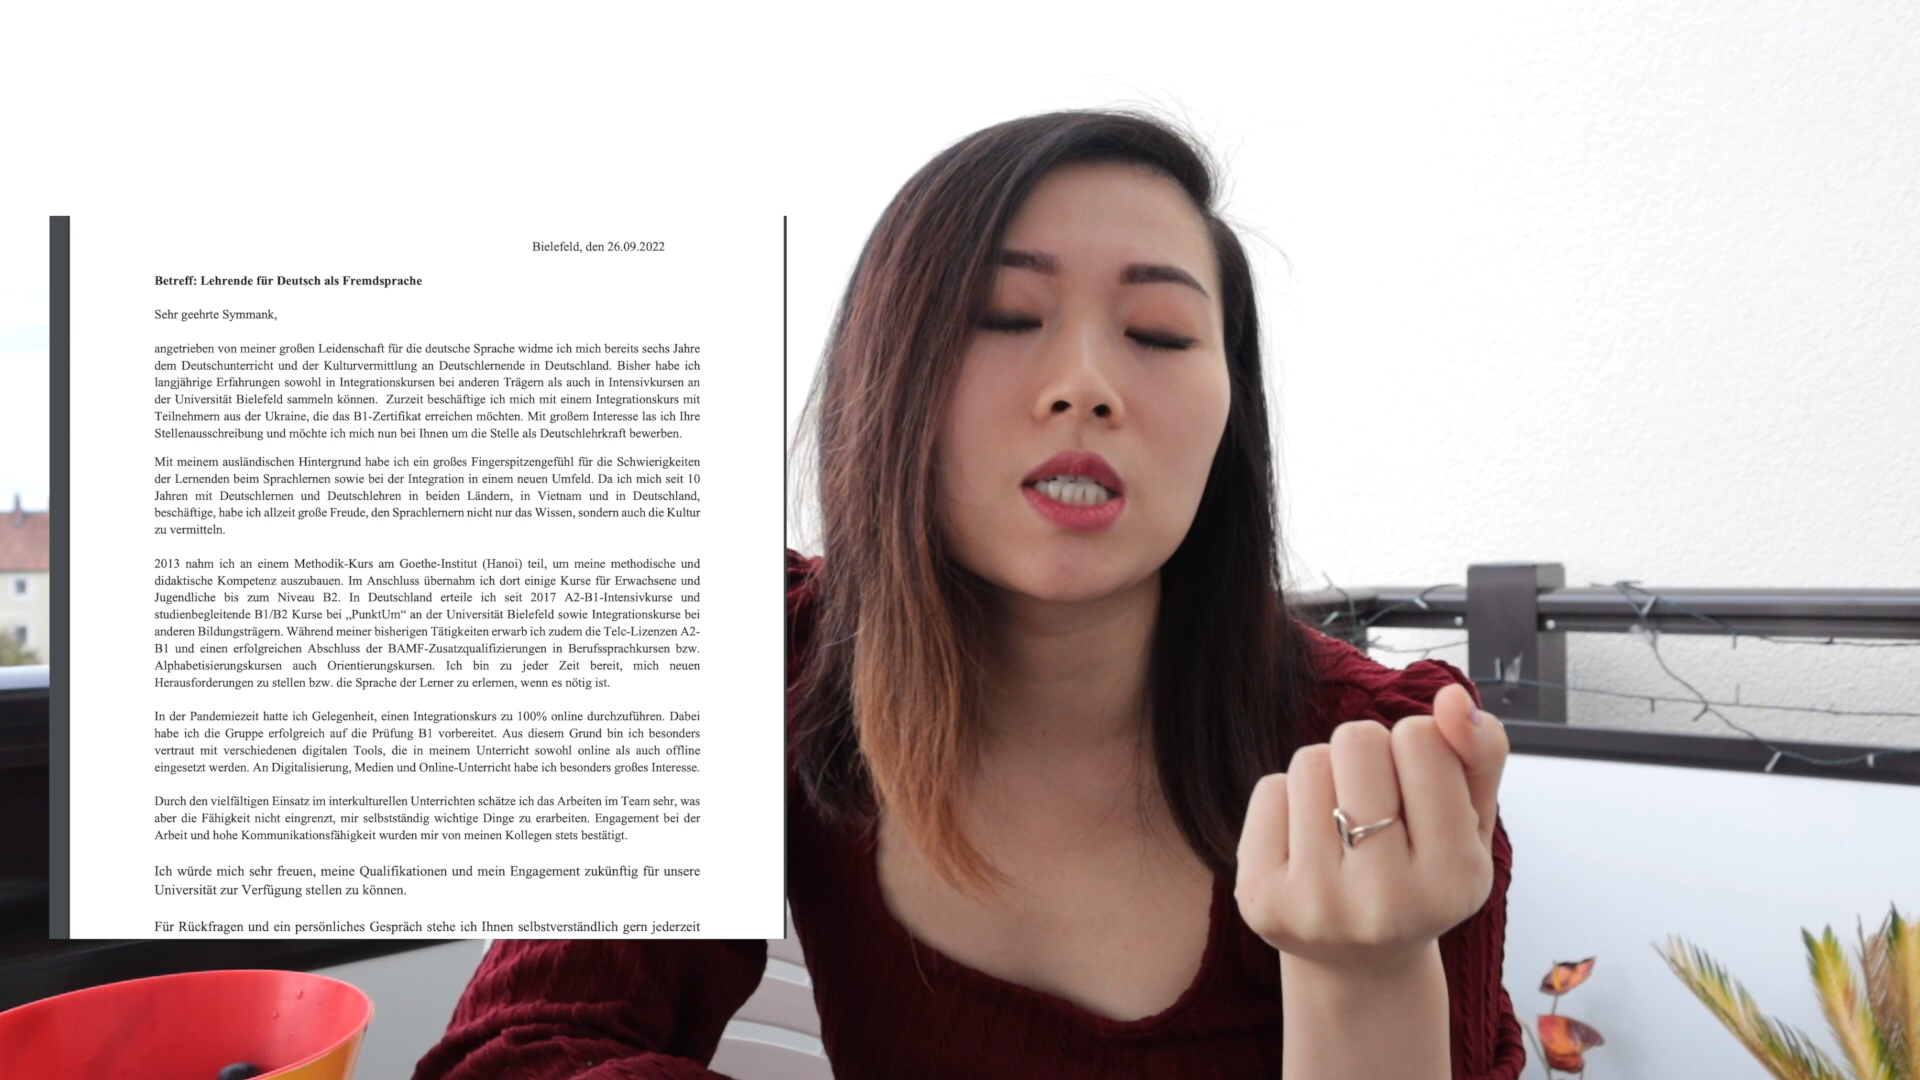 Bielefeld, den 26.09.2022
Betreff: Lehrende für Deutsch als Fremdsprache
Sehr geehrte Symmank,
angetrieben von meiner großen Leidenschaft für die deutsche Sprache widme ich mich bereits sechs Jahre
dem Deutschunterricht und der Kulturvermittlung an Deutschlernende in Deutschland. Bisher habe ich
langjährige Erfahrungen sowohl in Integrationskursen bei anderen Trägern als auch in Intensivkursen an
der Universität Bielefeld sammeln können. Zurzeit beschäftige ich mich mit einem Integrationskurs mit
Teilnehmern aus der Ukraine, die das B1-Zertifikat erreichen möchten. Mit großem Interesse las ich Ihre
Stellenausschreibung und möchte ich mich nun bei Ihnen um die Stelle als Deutschlehrkraft bewerben.
Mit meinem ausländischen Hintergrund habe ich ein großes Fingerspitzengefühl für die Schwierigkeiten
der Lernenden beim Sprachlernen sowie bei der Integration in einem neuen Umfeld. Da ich mich seit 10
Jahren mit Deutschlernen und Deutschlehren in beiden Ländern, in Vietnam und in Deutschland,
beschäftige, habe ich allzeit große Freude, den Sprachlernern nicht nur das Wissen, sondern auch die Kultur
zu vermitteln.
2013 nahm ich an einem Methodik-Kurs am Goethe-Institut (Hanoi) teil, um meine methodische und
didaktische Kompetenz auszubauen. Im Anschluss übernahm ich dort einige Kurse für Erwachsene und
Jugendliche bis zum Niveau B2. In Deutschland erteile ich seit 2017 A2-B1-Intensivkurse und
studienbegleitende B1/B2 Kurse bei „PunktUm“ an der Universität Bielefeld sowie Integrationskurse bei
anderen Bildungsträgern. Während meiner bisherigen Tätigkeiten erwarb ich zudem die Telc-Lizenzen A2-
B1 und einen erfolgreichen Abschluss der BAMF-Zusatzqualifizierungen in Berufssprachkursen bzw.
Alphabetisierungskursen auch Orientierungskursen. Ich bin zu jeder Zeit bereit, mich neuen
Herausforderungen zu stellen bzw. die Sprache der Lerner zu erlernen, wenn es nötig ist.
In der Pandemiezeit hatte ich Gelegenheit, einen Integrationskurs zu 100% online durchzuführen. Dabei
habe ich die Gruppe erfolgreich auf die Prüfung B1 vorbereitet. Aus diesem Grund bin ich besonders
vertraut mit verschiedenen digitalen Tools, die in meinem Unterricht sowohl online als auch offline
eingesetzt werden. An Digitalisierung, Medien und Online-Unterricht habe ich besonders großes Interesse.
Durch den vielfältigen Einsatz im interkulturellen Unterrichten schätze ich das Arbeiten im Team sehr, was
aber die Fähigkeit nicht eingrenzt, mir selbstständig wichtige Dinge zu erarbeiten. Engagement bei der
Arbeit und hohe Kommunikationsfähigkeit wurden mir von meinen Kollegen stets bestätigt.
Ich würde mich sehr freuen, meine Qualifikationen und mein Engagement zukünftig für unsere
Universität zur Verfügung stellen zu können.
Für Rückfragen und ein persönliches Gespräch stehe ich Ihnen selbstverständlich gern jederzeit